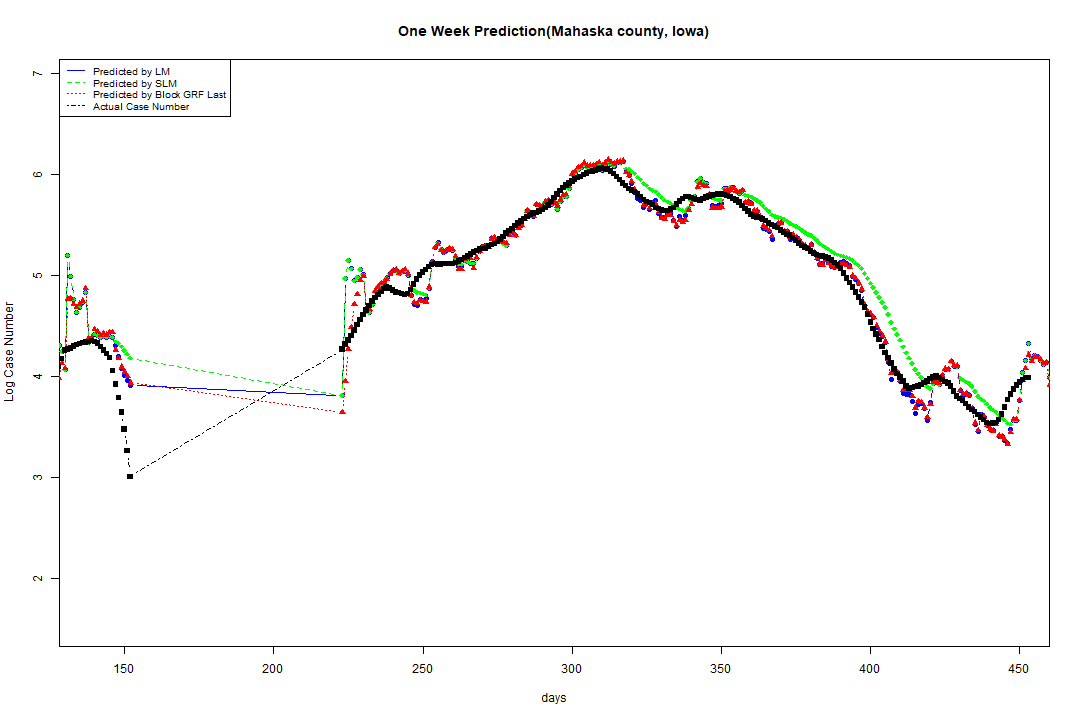 One Week Prediction(Mahaska county, Iowa)
Predicted by LM
Predicted by SLM
Predicted by Block GRF Last
Actual Case Number
Log Case Number
7
6
5
4
3
2
150 200 250 300 350 400 450
days